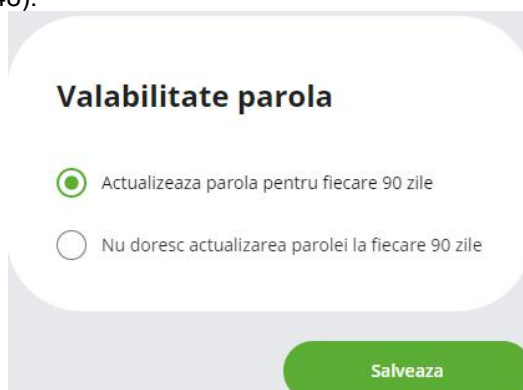 Valabilitate parola
Actualizeaza parola pentru fiecare 90 zile
Nu doresc actualizarea parolei la fiecare 90 zile
Salveaza